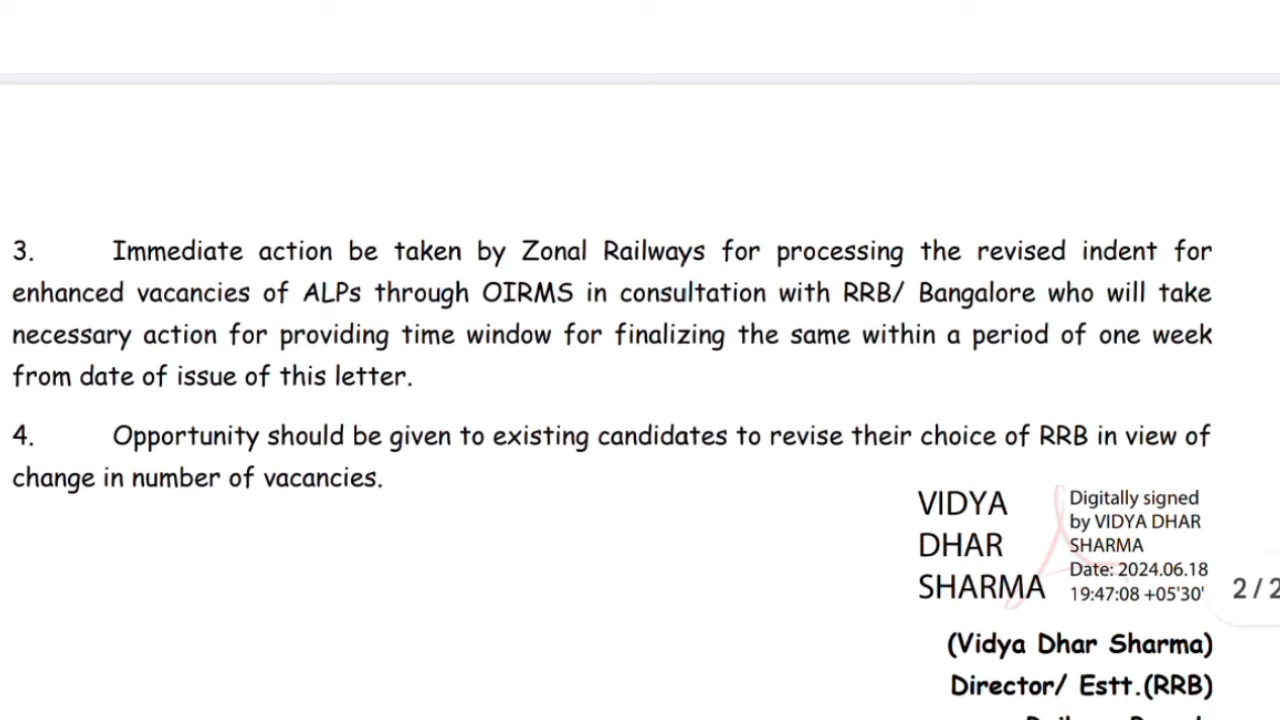 3. Immediate action be taken by Zonal Railways for processing the revised indent for
enhanced vacancies of ALPs through OIRMS in consultation with RRB/ Bangalore who will take
necessary action for providing time window for finalizing the same within a period of one week
from date of issue of this letter.
4. Opportunity should be given to existing candidates to revise their choice of RRB in view of
change in number of vacancies.
VIDYA
DHAR
SHARMA
Digitally signed
by VIDYA DHAR
SHARMA
Date: 2024.06.18
19:47:08 +05'30'
2 / 2
(Vidya Dhar Sharma)
Director/ Estt.(RRB)